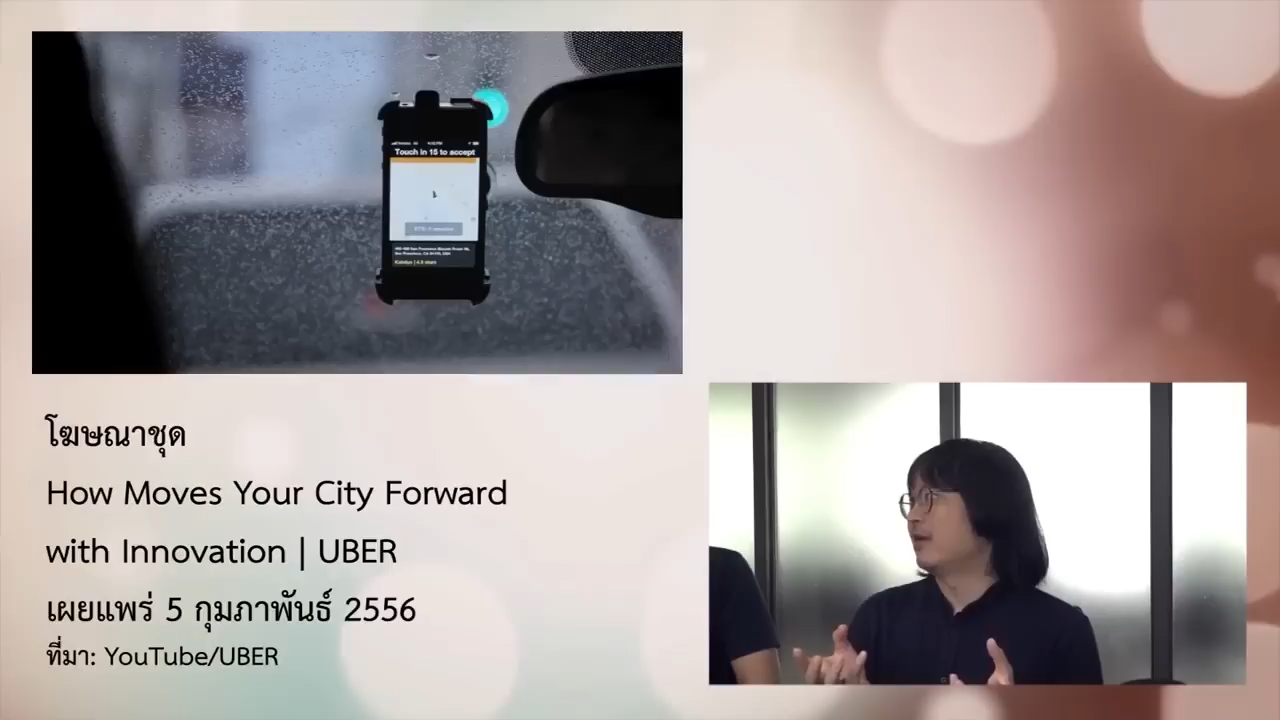 Touch in 15 to accept
โฆษณาชุด
How Moves Your City Forward
with Innovation | UBER
เผยแพร่ 5 กุมภาพันธ์ 2556
ที่มา: YouTube/UBER